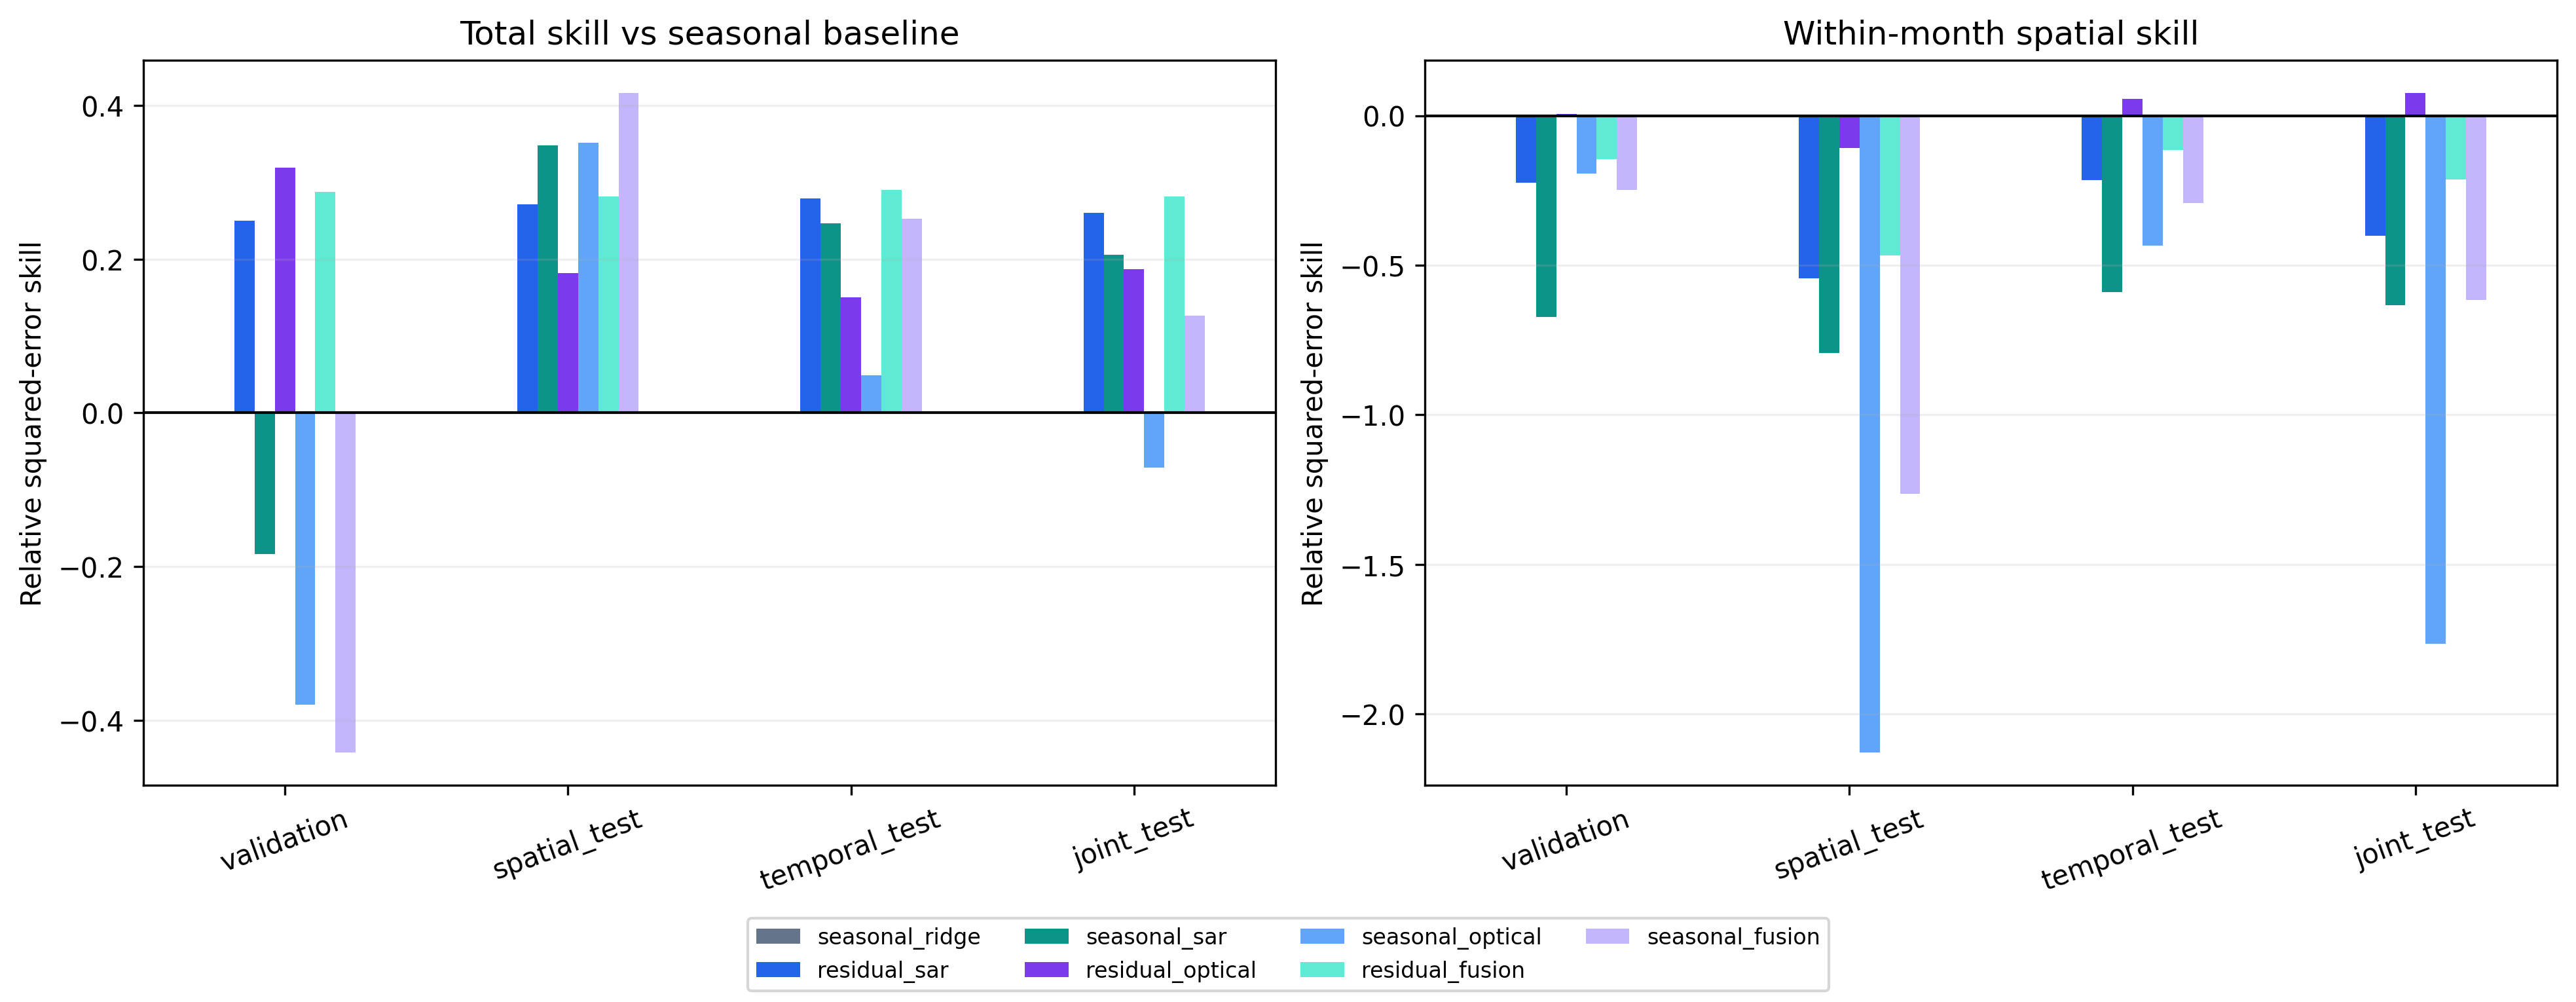 Total skill vs seasonal baseline
Relative squared-error skill
0.4
0.2
0.0
−0.2
−0.4
validation
spatial_test
temporal_test
joint_test
Within-month spatial skill
Relative squared-error skill
0.0
−0.5
−1.0
−1.5
−2.0
validation
spatial_test
temporal_test
joint_test
seasonal_ridge
residual_sar
seasonal_sar
residual_optical
seasonal_optical
residual_fusion
seasonal_fusion